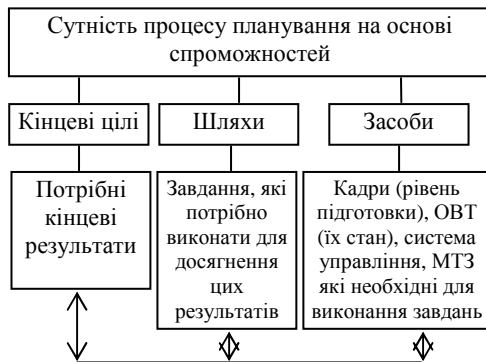 Сутність процесу планування на основі
спроможностей
Кінцеві цілі
Шляхи
Засоби
Потрібні
кінцеві
результати
Завдання, які
потрібно
виконати для
досягнення
цих
результатів
Кадри (рівень
підготовки), ОВТ
(їх стан), система
управління, МТЗ
які необхідні для
виконання завдань